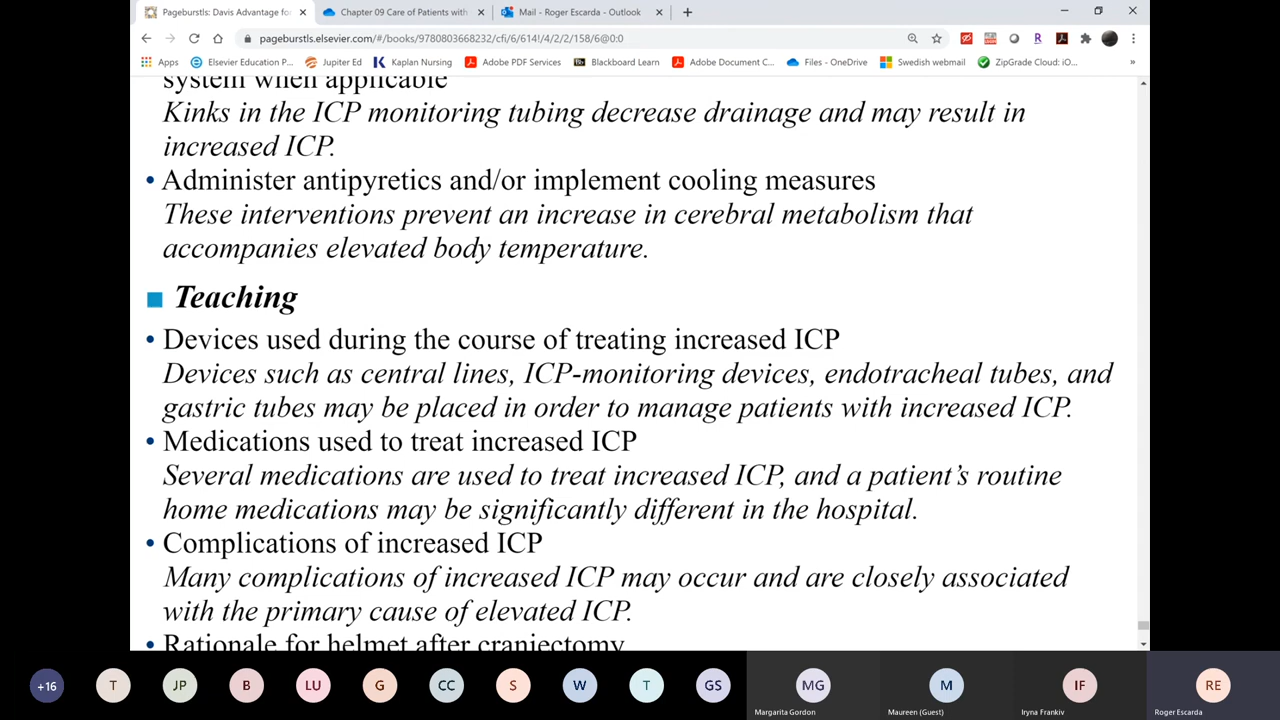 Pageburstls: Davis Advantage fo
Chapter 09 Care of Patients with
Mail - Roger Escarda - Outlook
pageburstls.elsevier.com/#/books/9780803668232/cfi/6/614!/4/2/2/158/6@0:0
Apps
Elsevier Education P...
Jupiter Ed
Kaplan Nursing
Adobe PDF Services
Blackboard Learn
Adobe Document C...
Files - OneDrive
Swedish webmail
ZipGrade Cloud: iO...
»
system when applicable
Kinks in the ICP monitoring tubing decrease drainage and may result in
increased ICP.
• Administer antipyretics and/or implement cooling measures
These interventions prevent an increase in cerebral metabolism that
accompanies elevated body temperature.
Teaching
• Devices used during the course of treating increased ICP
Devices such as central lines, ICP-monitoring devices, endotracheal tubes, and
gastric tubes may be placed in order to manage patients with increased ICP.
• Medications used to treat increased ICP
Several medications are used to treat increased ICP, and a patient’s routine
home medications may be significantly different in the hospital.
• Complications of increased ICP
Many complications of increased ICP may occur and are closely associated
with the primary cause of elevated ICP.
• Rationale for helmet after craniectomy
+16
T
JP
B
LU
G
CC
S
W
T
GS
MG
M
IF
RE
Margarita Gordon
Maureen (Guest)
Iryna Frankiv
Roger Escarda